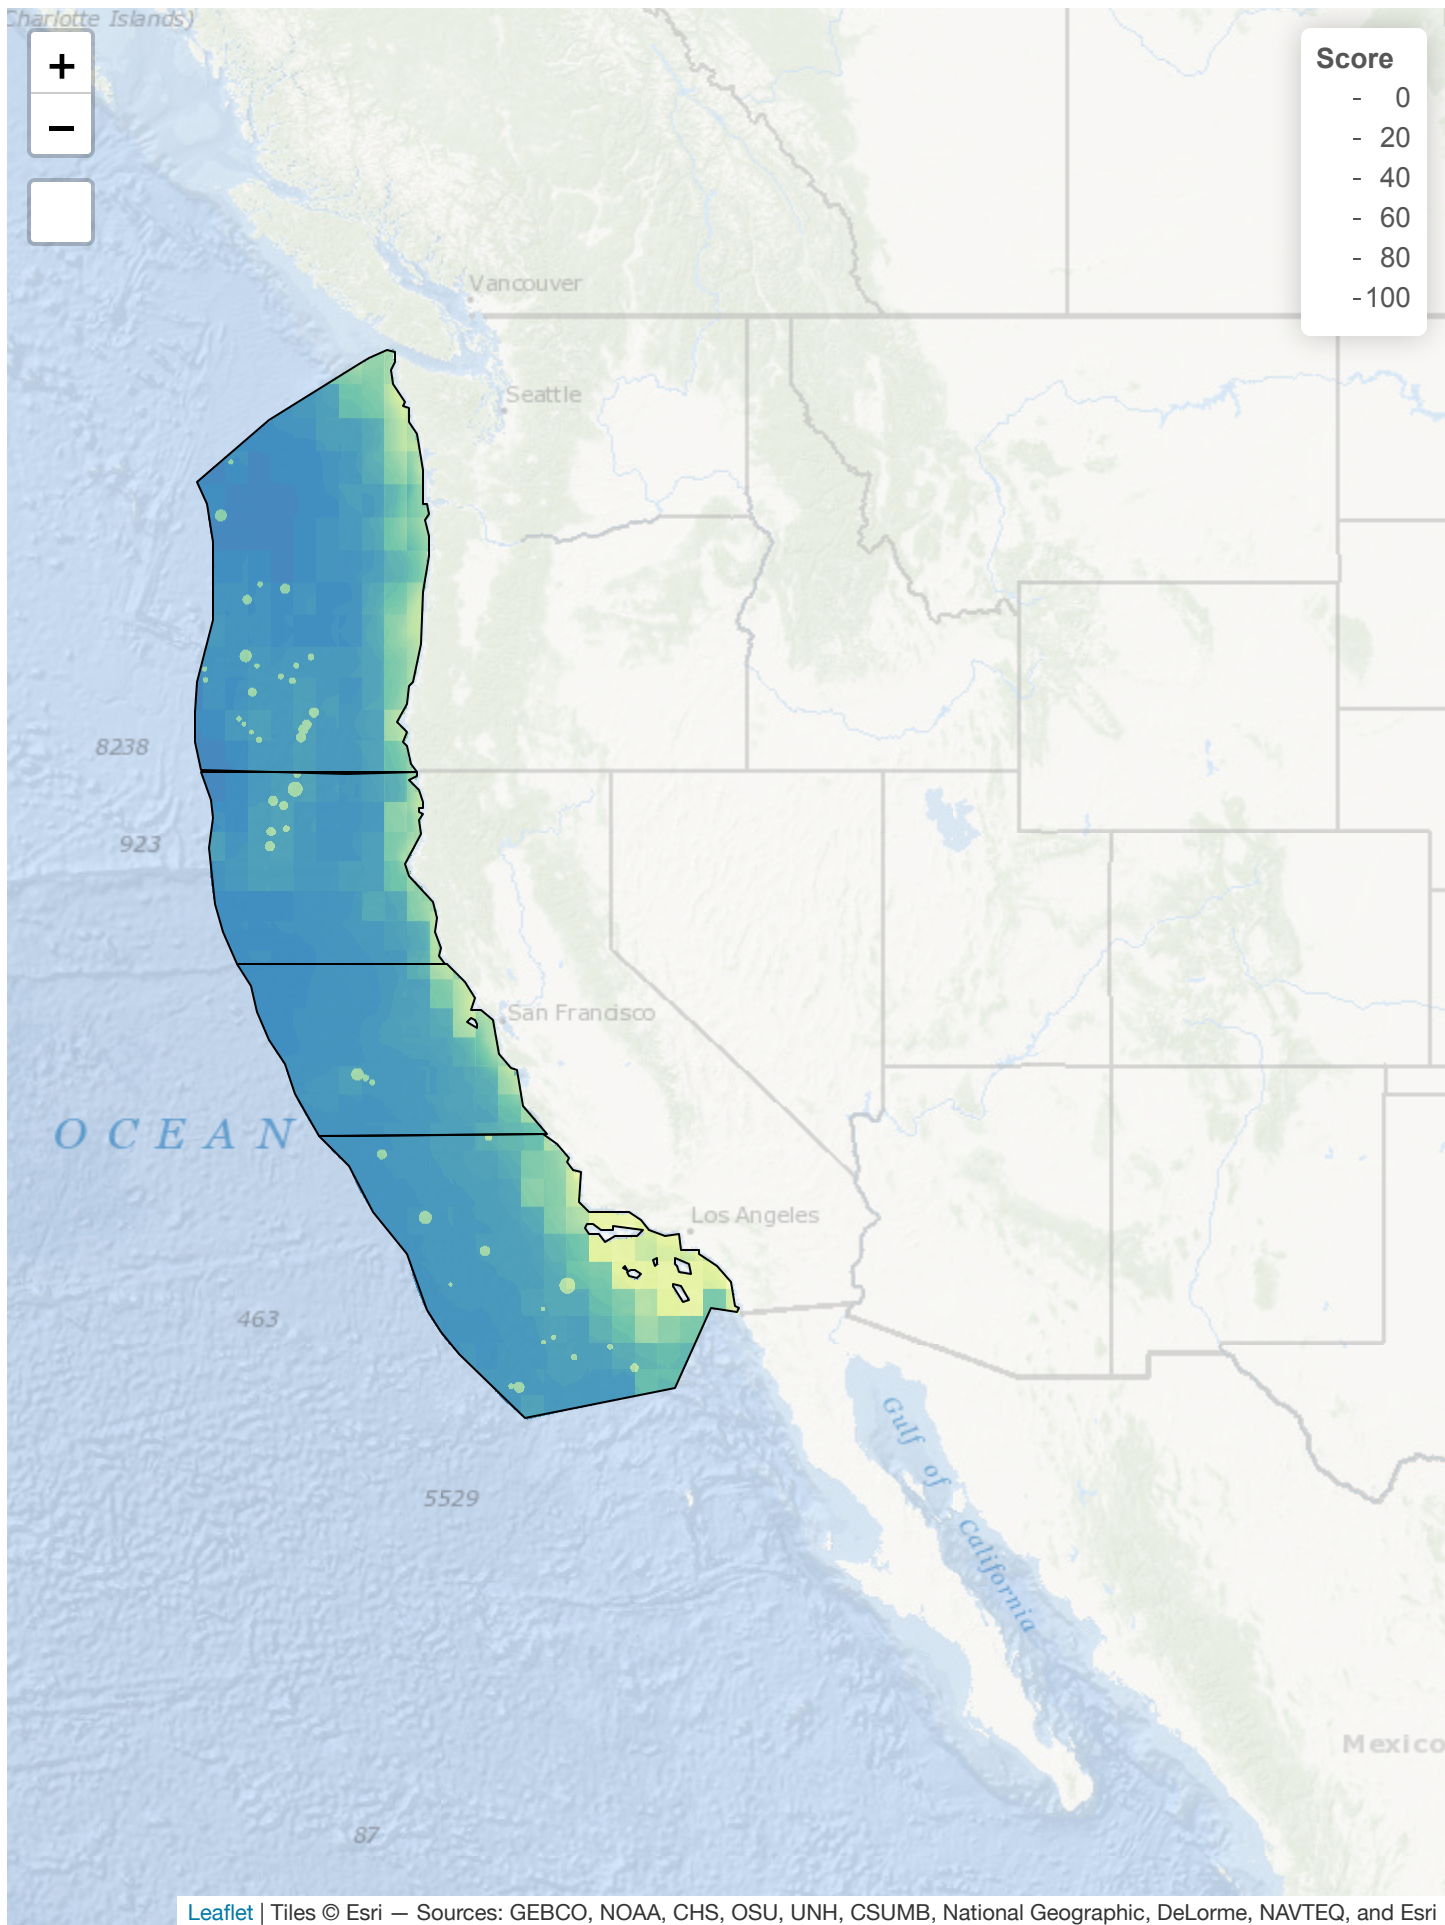 Charlotte Islands)
+
−
Score
- 0
- 20
- 40
- 60
- 80
-100
Vancouver
Seattle
8238
923
San Francisco
OCEAN
Los Angeles
463
Gulf of California
5529
Mexico
87
Leaflet | Tiles © Esri — Sources: GEBCO, NOAA, CHS, OSU, UNH, CSUMB, National Geographic, DeLorme, NAVTEQ, and Esri